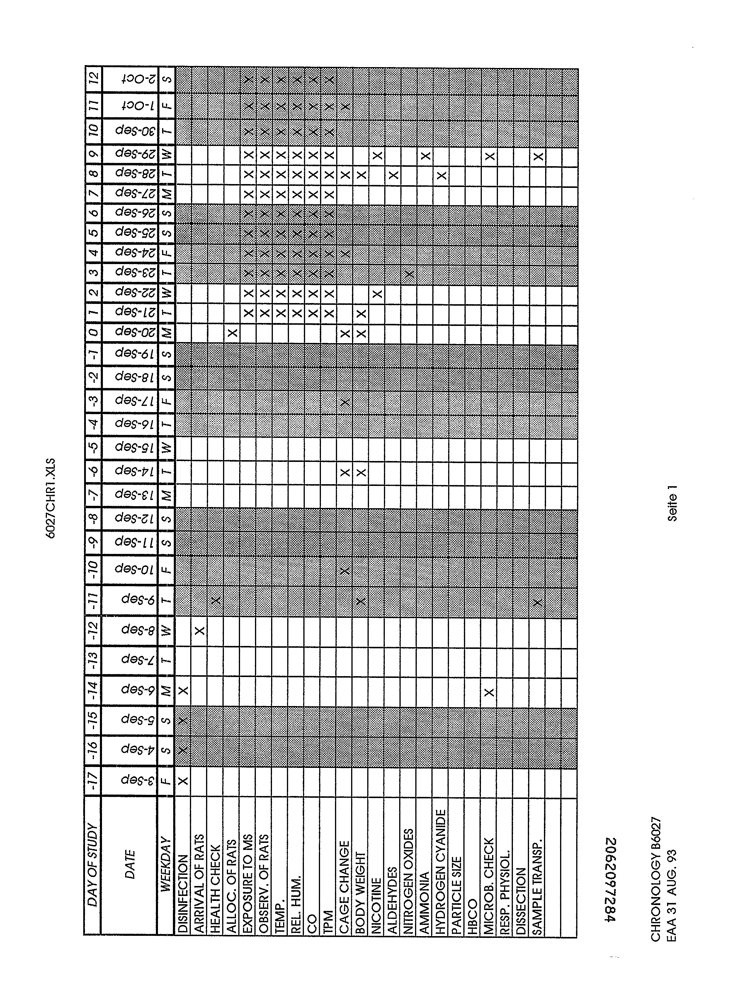 6027CHR1.XLS
DAY OF STUDY -17 -16 -15 -14 -13 -12 -11 -10 -9 -8 -7 -6 -5 -4 -3 -2 -1 0 1 2 3 4 5 6 7 8 9 10 11 12
DATE 3-Sep 4-Sep 5-Sep 6-Sep 7-Sep 8-Sep 9-Sep 10-Sep 11-Sep 12-Sep 13-Sep 14-Sep 15-Sep 16-Sep 17-Sep 18-Sep 19-Sep 20-Sep 21-Sep 22-Sep 23-Sep 24-Sep 25-Sep 26-Sep 27-Sep 28-Sep 29-Sep 30-Sep 1-Oct 2-Oct
WEEKDAY F S S M T W T F S S M T W T F S S M T W T F S S M T W T F S
DISINFECTION X X X X
ARRIVAL OF RATS X
HEALTH CHECK X
ALLOC. OF RATS X
EXPOSURE TO MS X X X X X X X X X X X X
OBSERV. OF RATS X X X X X X X X X X X X
TEMP. X X X X X X X X X X X X
REL. HUM. X X X X X X X X X X X X
CO X X X X X X X X X X X X
TPM X X X X X X X X X X X X
CAGE CHANGE X X X X X X X
BODY WEIGHT X X X X X
NICOTINE X X
ALDEHYDES X
NITROGEN OXIDES X
AMMONIA X
HYDROGEN CYANIDE X
PARTICLE SIZE
HBCO
MICROB. CHECK X X
RESP. PHYSIOL.
DISSECTION
SAMPLE TRANSP. X X
2062097284
CHRONOLOGY B6027
EAA 31 AUG. 93
Seite 1